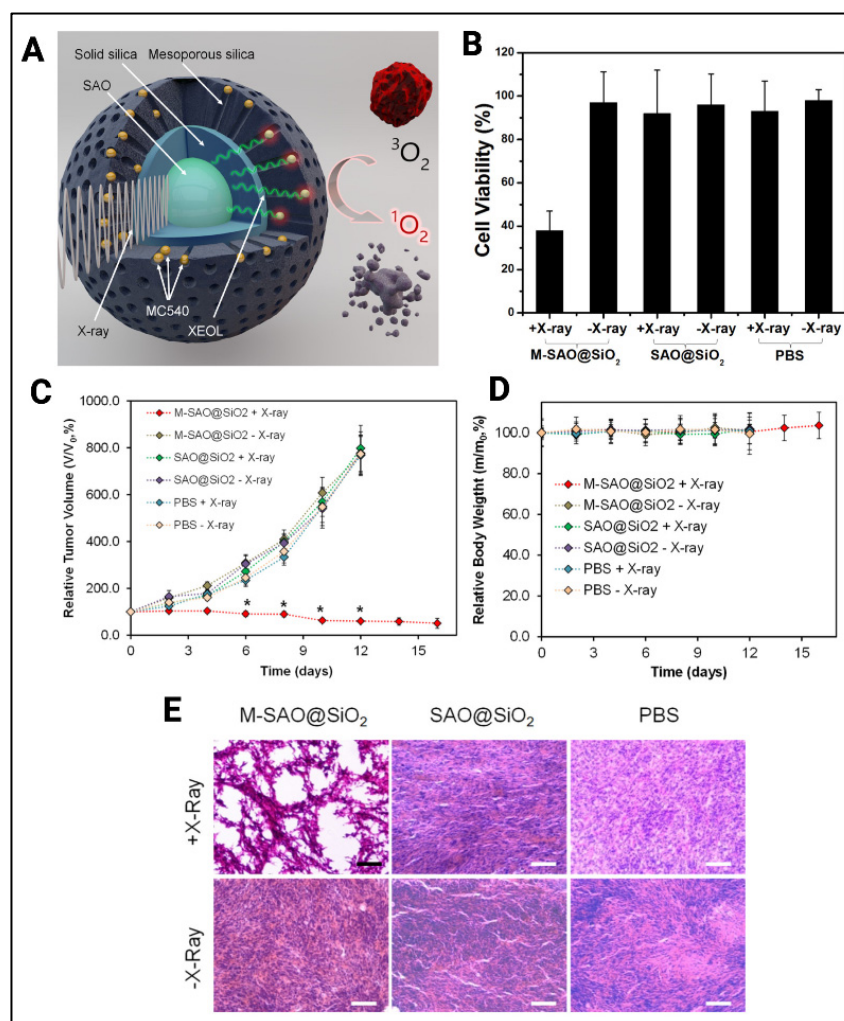 A
Solid silica
Mesoporous silica
SAO
³O₂
¹O₂
MC540
X-ray
XEOL
B
Cell Viability (%)
120
100
80
60
40
20
0
+X-ray -X-ray +X-ray -X-ray +X-ray -X-ray
M-SAO@SiO₂ SAO@SiO₂ PBS
C
Relative Tumor Volume (V/V₀, %)
1000.0
800.0
600.0
400.0
200.0
0.0
M-SAO@SiO2 + X-ray
M-SAO@SiO2 - X-ray
SAO@SiO2 + X-ray
SAO@SiO2 - X-ray
PBS + X-ray
PBS - X-ray
* * * *
0 3 6 9 12 15
Time (days)
D
Relative Body Weigtht (m/m₀, %)
100.0
80.0
60.0
40.0
20.0
0.0
M-SAO@SiO2 + X-ray
M-SAO@SiO2 - X-ray
SAO@SiO2 + X-ray
SAO@SiO2 - X-ray
PBS + X-ray
PBS - X-ray
0 2 4 6 8 10 12 14 16
Time (days)
E
M-SAO@SiO₂ SAO@SiO₂ PBS
+X-Ray
-X-Ray